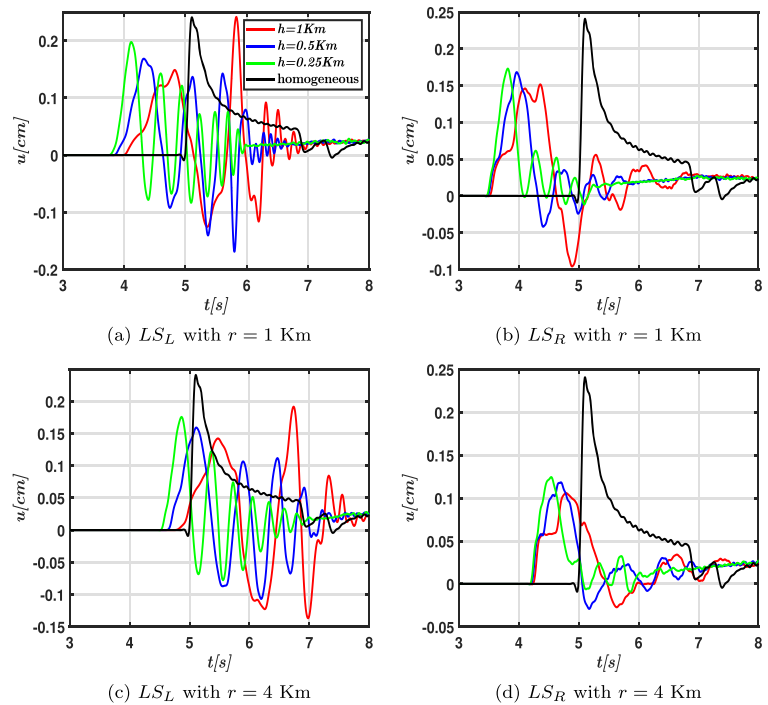 0.2
0.1
0
-0.1
-0.2
u[cm]
3 4 5 6 7 8
t[s]
h=1Km
h=0.5Km
h=0.25Km
homogeneous
(a) LS_L with r = 1 Km
0.25
0.2
0.15
0.1
0.05
0
-0.05
-0.1
u[cm]
3 4 5 6 7 8
t[s]
(b) LS_R with r = 1 Km
0.2
0.15
0.1
0.05
0
-0.05
-0.1
-0.15
u[cm]
3 4 5 6 7 8
t[s]
(c) LS_L with r = 4 Km
0.25
0.2
0.15
0.1
0.05
0
-0.05
u[cm]
3 4 5 6 7 8
t[s]
(d) LS_R with r = 4 Km